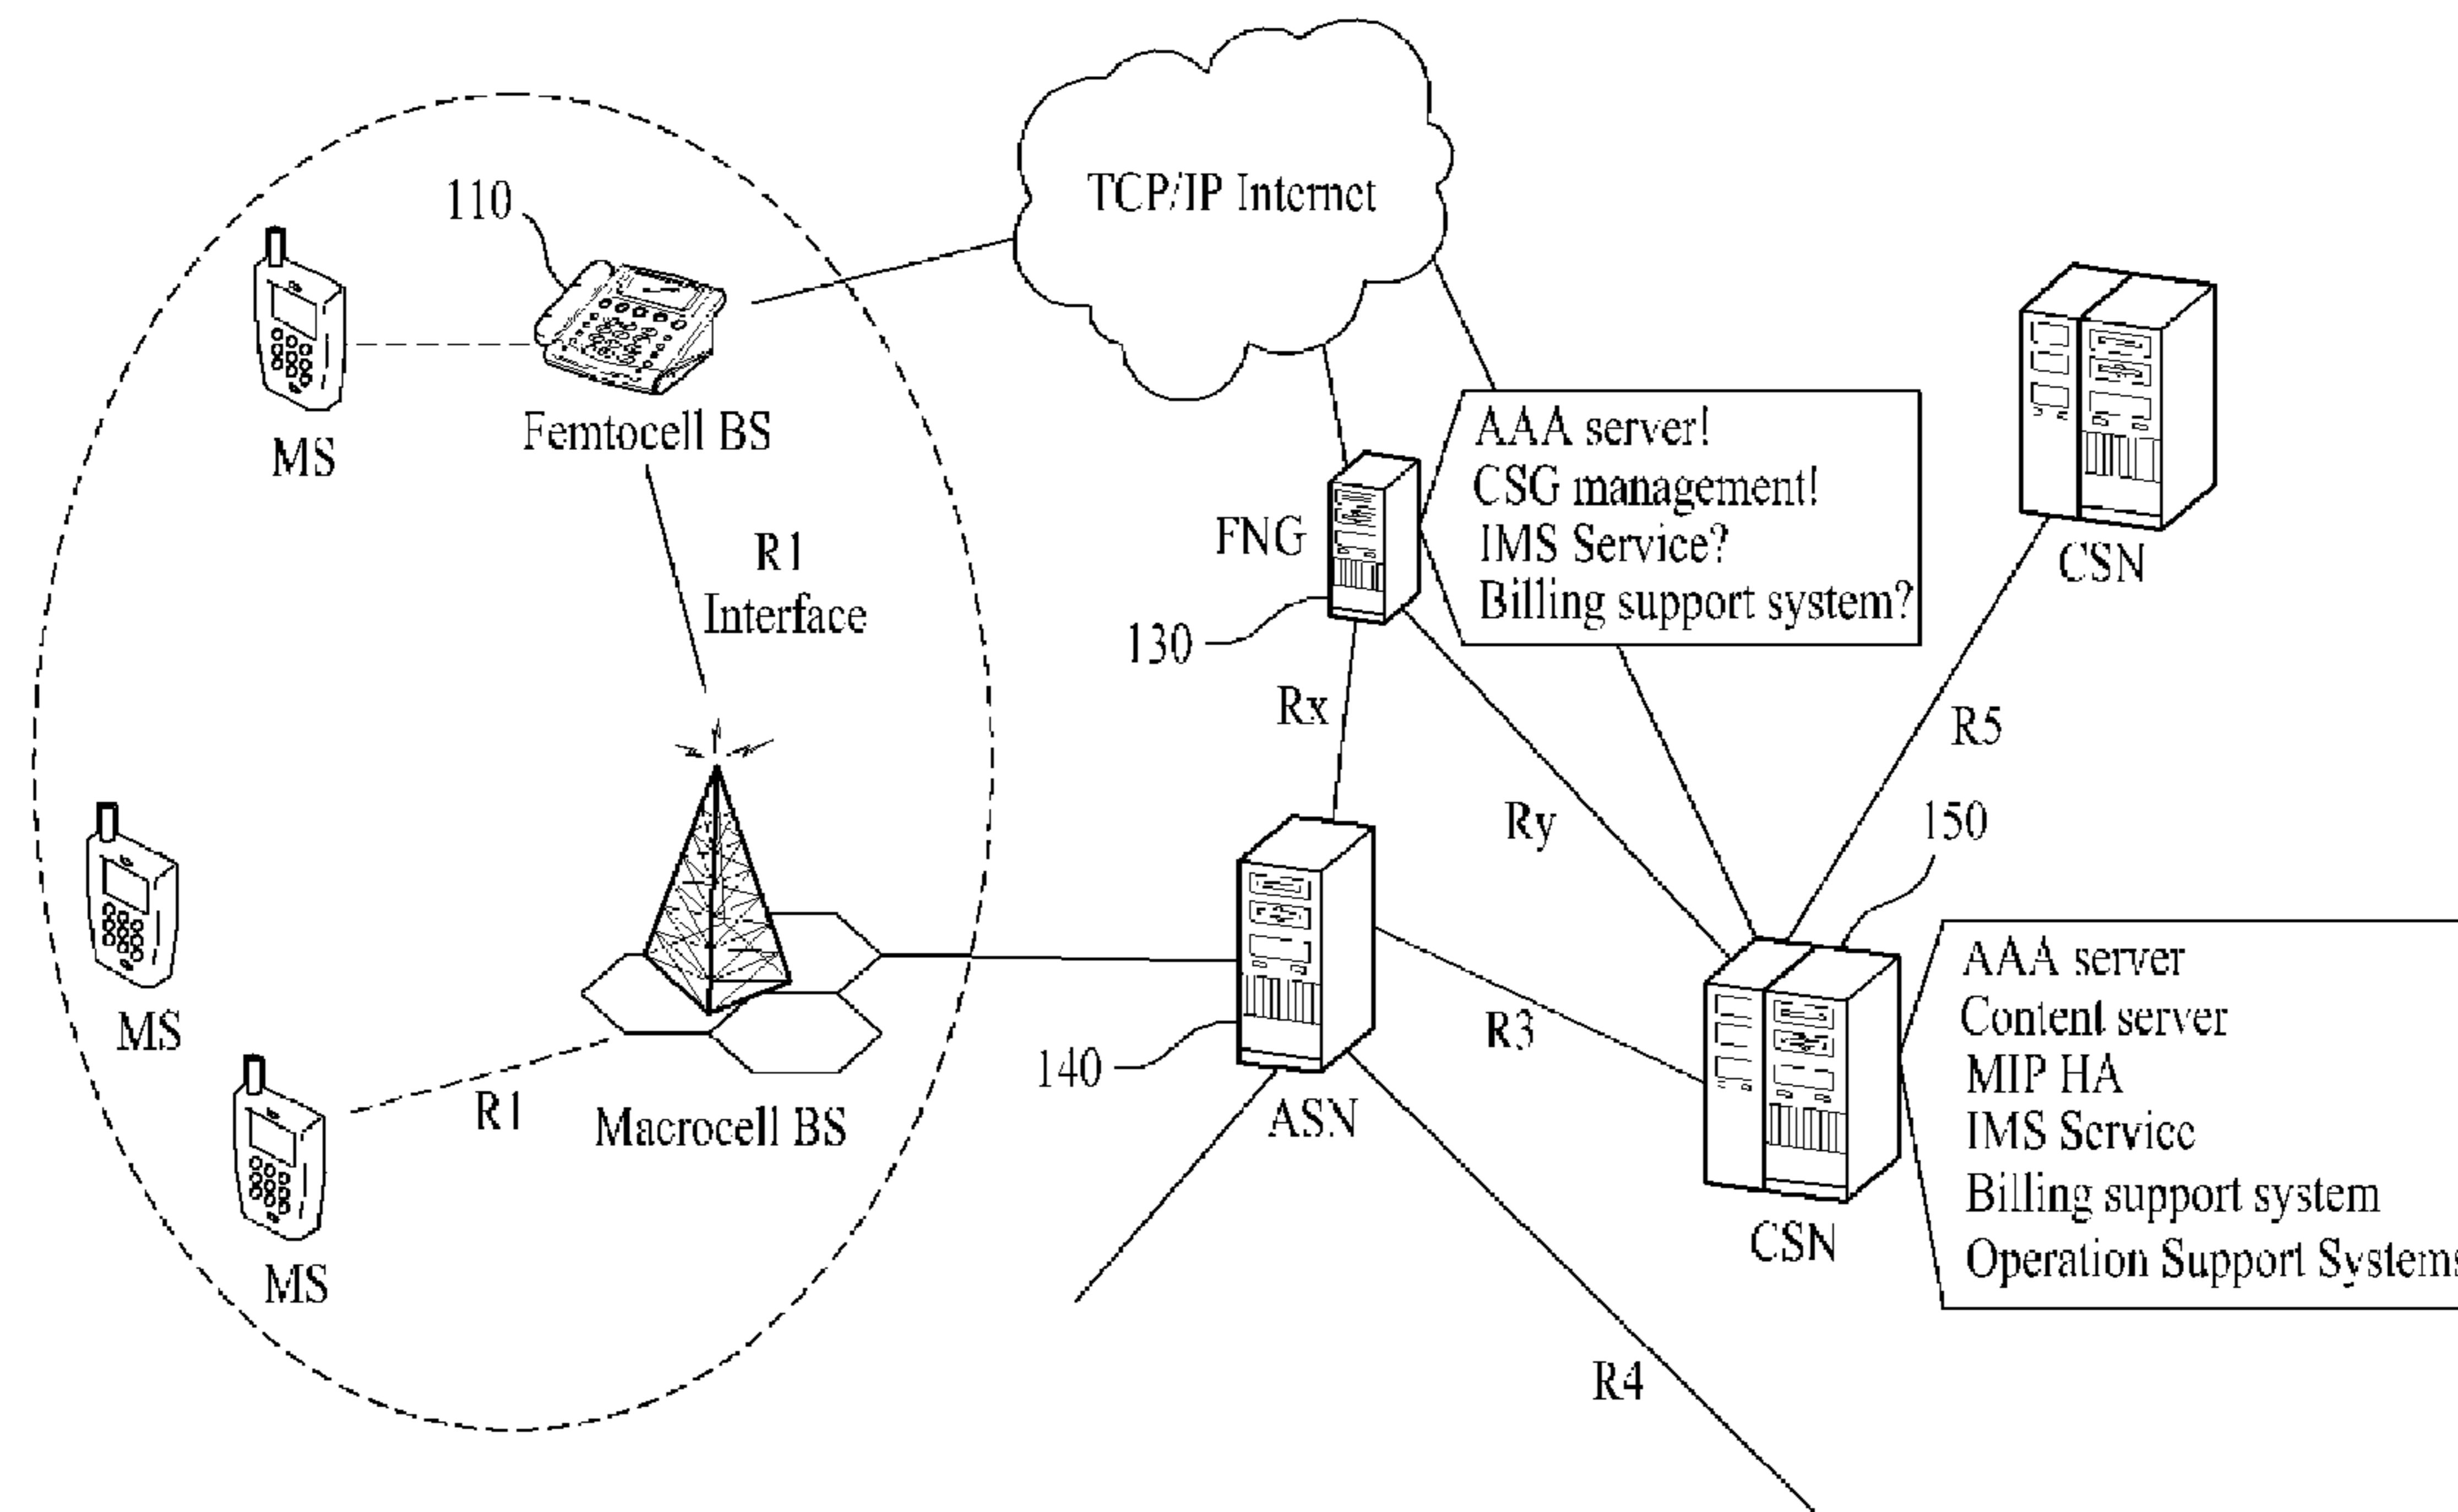 TCP/IP Internet
110
MS
Femtocell BS
R1
Interface
AAA server!
CSG management!
IMS Service?
Billing support system?
FNG
130
CSN
Rx
R5
Ry
150
MS
R1
Macrocell BS
MS
140
ASN
R3
CSN
AAA server
Content server
MIP HA
IMS Service
Billing support system
Operation Support Systems
R4